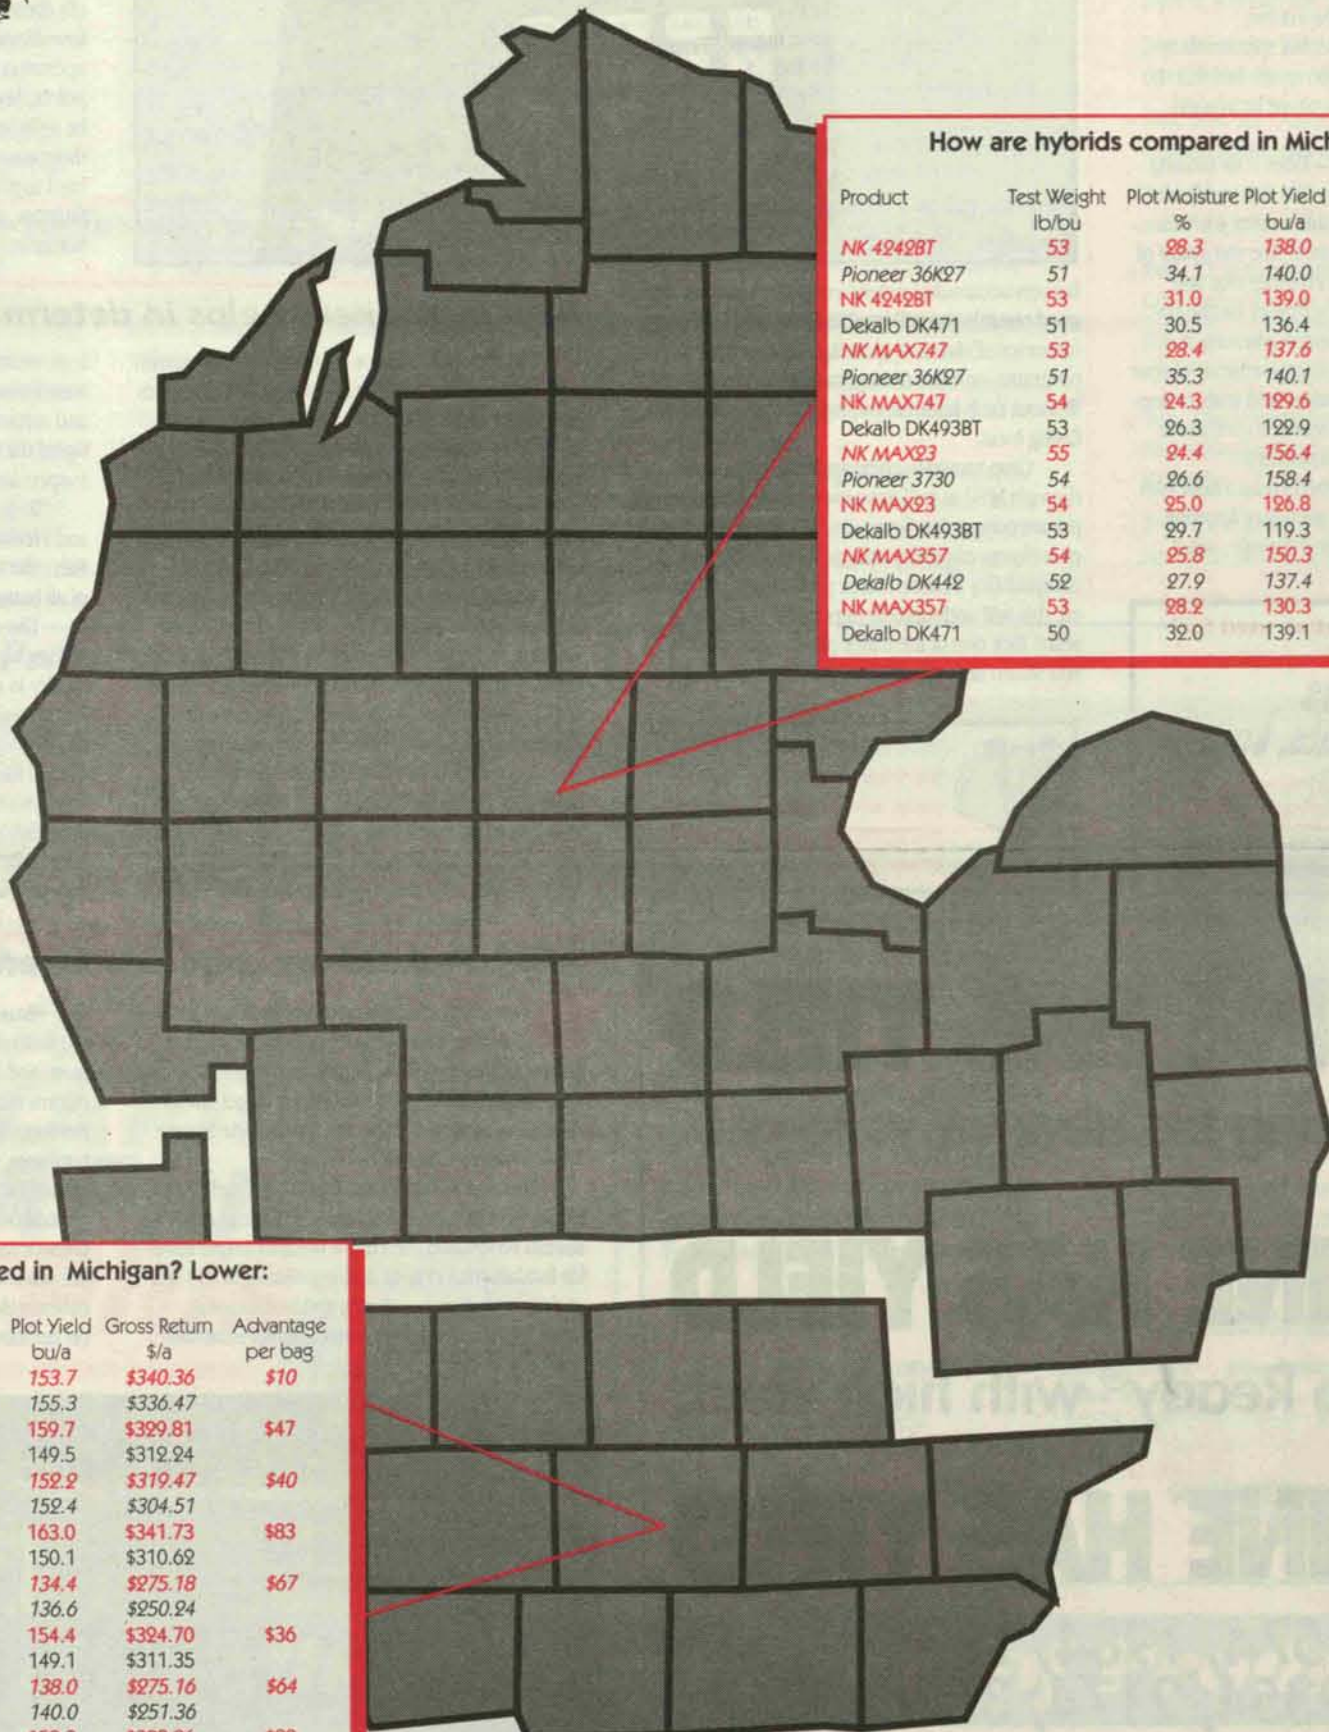 How are hybrids compared in Mich
Product Test Weight Plot Moisture Plot Yield
lb/bu % bu/a
NK 4242BT 53 28.3 138.0
Pioneer 36K27 51 34.1 140.0
NK 4242BT 53 31.0 139.0
Dekalb DK471 51 30.5 136.4
NK MAX747 53 28.4 137.6
Pioneer 36K27 51 35.3 140.1
NK MAX747 54 24.3 129.6
Dekalb DK493BT 53 26.3 122.9
NK MAX23 55 24.4 156.4
Pioneer 3730 54 26.6 158.4
NK MAX23 54 25.0 126.8
Dekalb DK493BT 53 29.7 119.3
NK MAX357 54 25.8 150.3
Dekalb DK442 52 27.9 137.4
NK MAX357 53 28.2 130.3
Dekalb DK471 50 32.0 139.1
ed in Michigan? Lower:
Plot Yield Gross Return Advantage
bu/a $/a per bag
153.7 $340.36 $10
155.3 $336.47
159.7 $329.81 $47
149.5 $312.24
152.2 $319.47 $40
152.4 $304.51
163.0 $341.73 $83
150.1 $310.62
134.4 $275.18 $67
136.6 $250.24
154.4 $324.70 $36
149.1 $311.35
138.0 $275.16 $64
140.0 $251.36